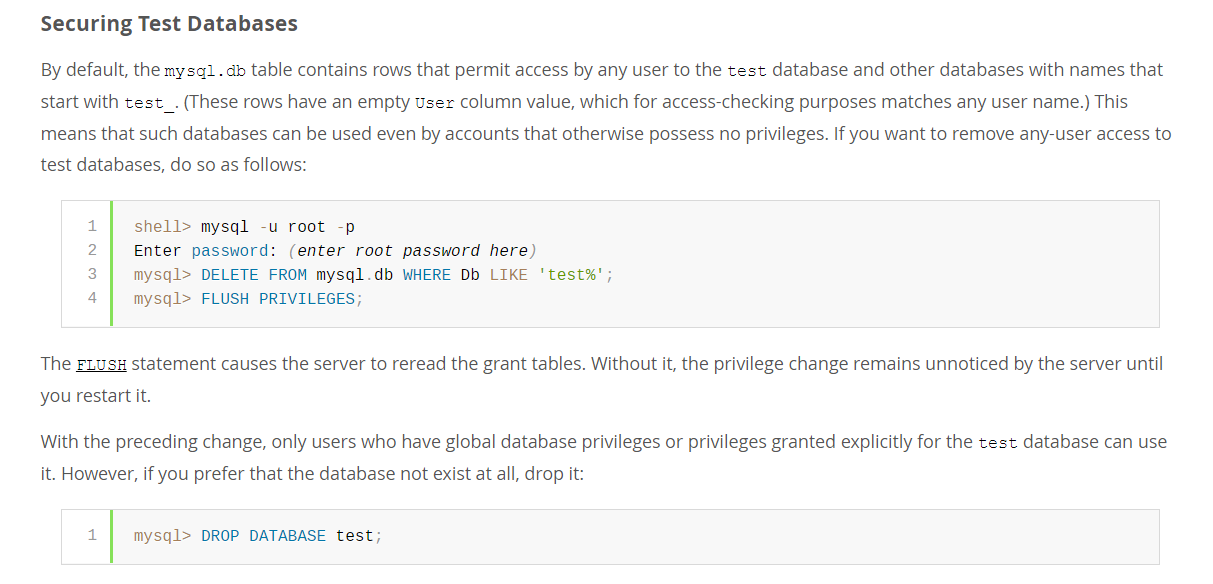 Securing Test Databases
By default, the mysql.db table contains rows that permit access by any user to the test database and other databases with names that
start with test_. (These rows have an empty User column value, which for access-checking purposes matches any user name.) This
means that such databases can be used even by accounts that otherwise possess no privileges. If you want to remove any-user access to
test databases, do so as follows:
1 shell> mysql -u root -p
2 Enter password: (enter root password here)
3 mysql> DELETE FROM mysql.db WHERE Db LIKE 'test%';
4 mysql> FLUSH PRIVILEGES;
The FLUSH statement causes the server to reread the grant tables. Without it, the privilege change remains unnoticed by the server until
you restart it.
With the preceding change, only users who have global database privileges or privileges granted explicitly for the test database can use
it. However, if you prefer that the database not exist at all, drop it:
1 mysql> DROP DATABASE test;